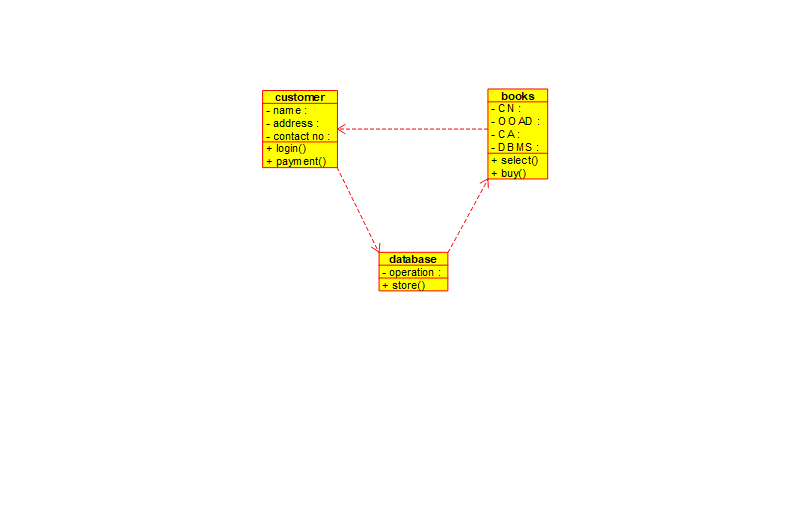 customer
- name :
- address :
- contact no :
+ login()
+ payment()
books
- CN :
- OOAD :
- CA :
- DBMS :
+ select()
+ buy()
database
- operation :
+ store()